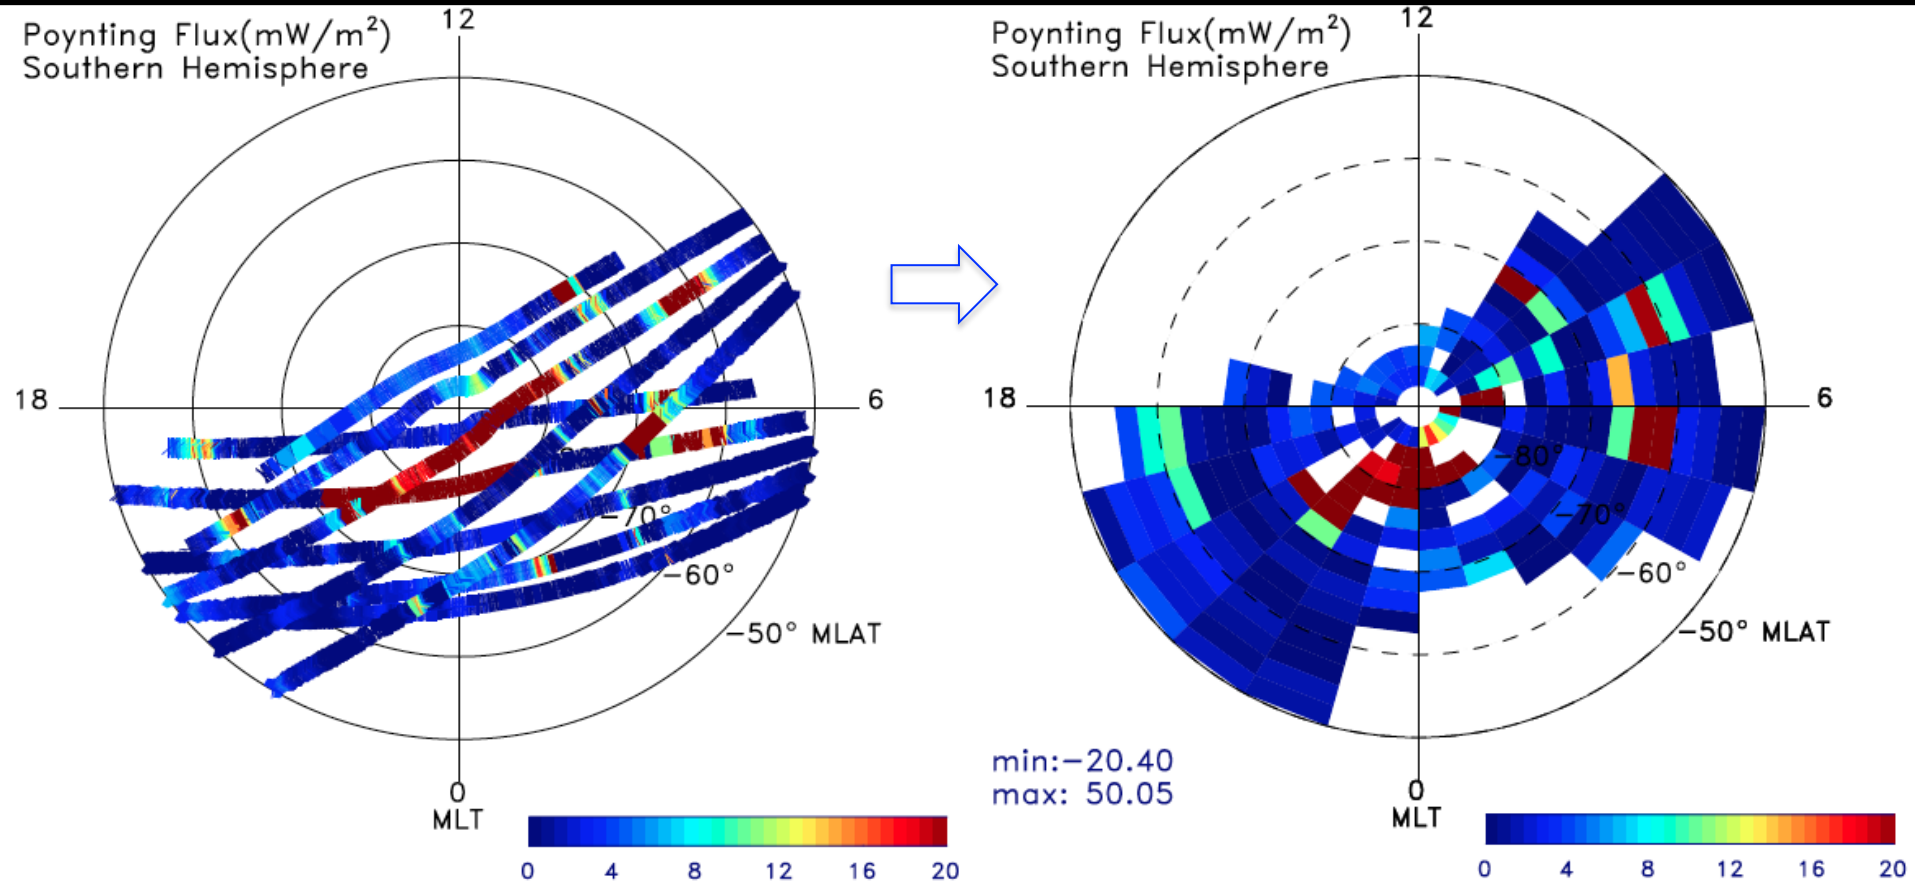 Poynting Flux(mW/m²)
Southern Hemisphere
12
18
6
−70°
−60°
−50° MLAT
0
MLT
0 4 8 12 16 20
Poynting Flux(mW/m²)
Southern Hemisphere
12
18
6
−80°
−70°
−60°
−50° MLAT
min:−20.40
max: 50.05
0
MLT
0 4 8 12 16 20